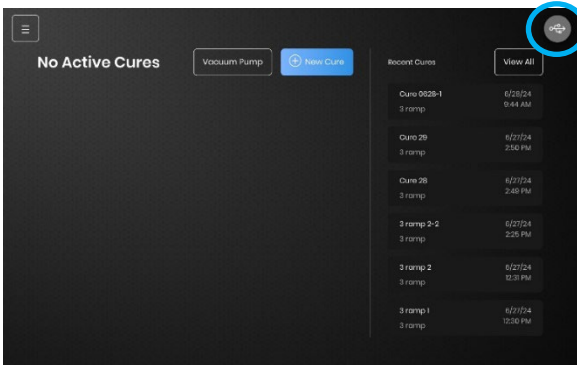 No Active Cures
Vacuum Pump
New Cure
Recent Cures
View All
Cure 0628-1
6/28/24
3 ramp
9:44 AM
Cure 29
6/27/24
3 ramp
2:50 PM
Cure 28
6/27/24
3 ramp
2:49 PM
3 ramp 2-2
6/27/24
3 ramp
2:25 PM
3 ramp 2
6/27/24
3 ramp
12:31 PM
3 ramp 1
6/27/24
3 ramp
12:30 PM